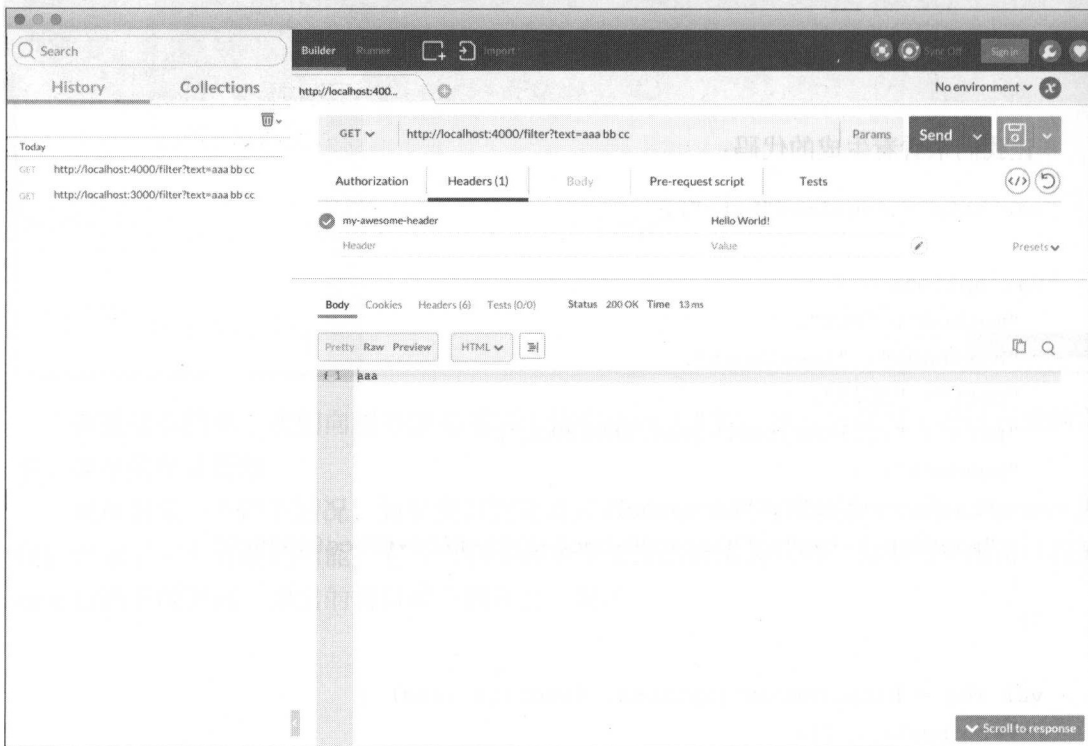 Search
Builder Runner Import Sync Off Sign in
History Collections
http://localhost:400...
No environment
Today
GET http://localhost:4000/filter?text=aaa bb cc
GET http://localhost:3000/filter?text=aaa bb cc
GET http://localhost:4000/filter?text=aaa bb cc Params Send
Authorization Headers (1) Body Pre-request script Tests
my-awesome-header Hello World!
Header Value Presets
Body Cookies Headers (6) Tests (0/0) Status 200 OK Time 13 ms
Pretty Raw Preview HTML
1 aaa
Scroll to response